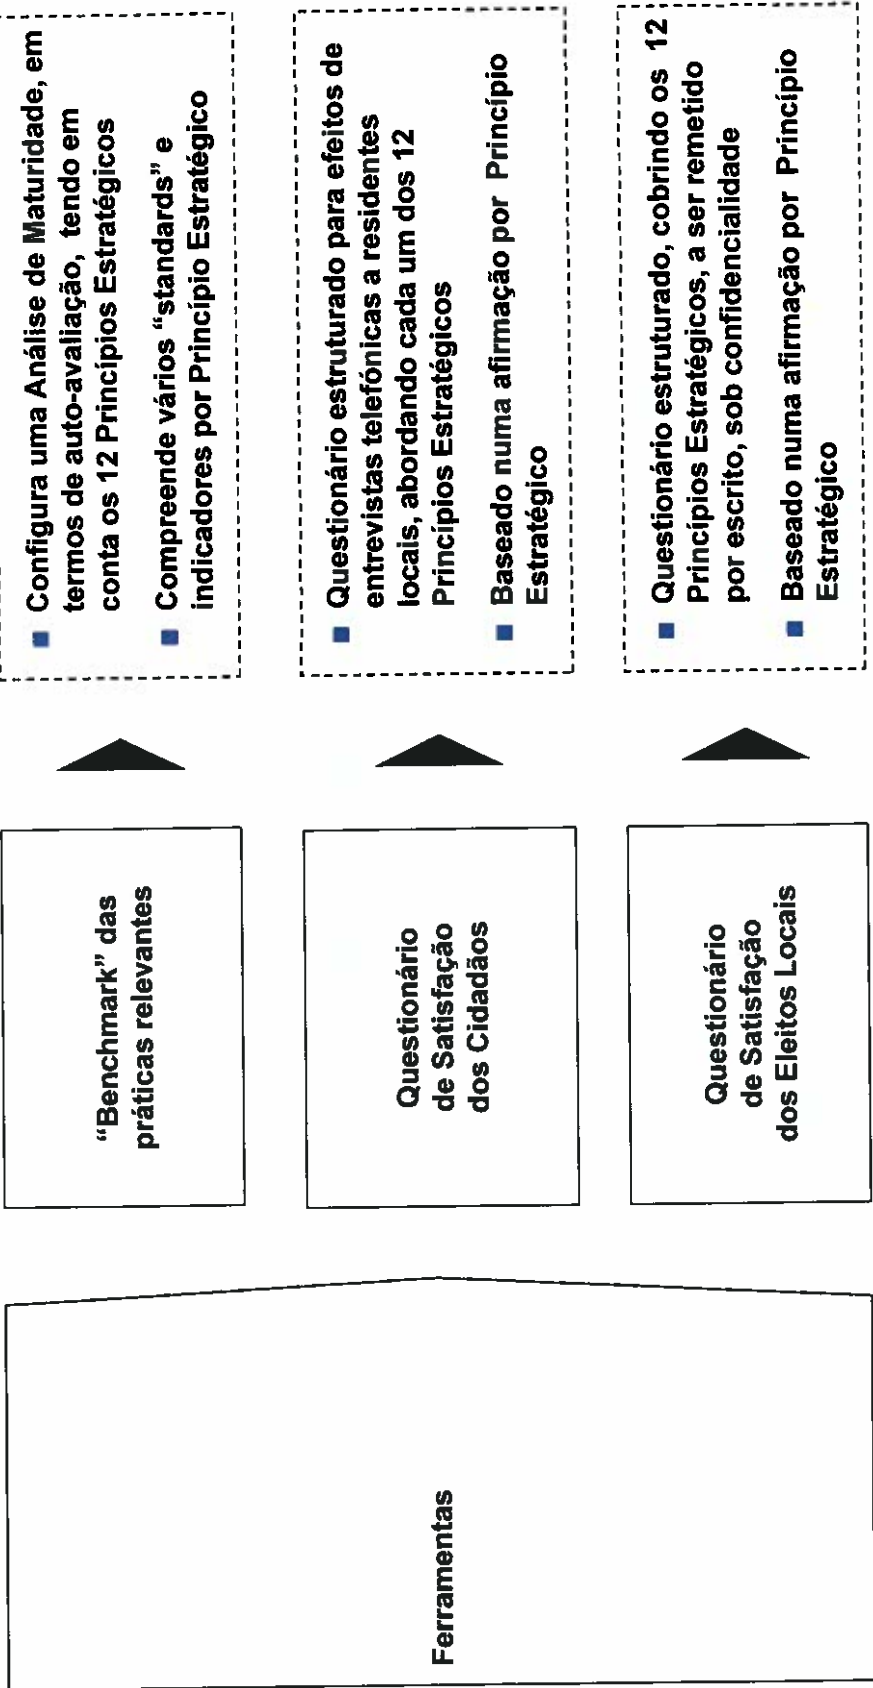 Ferramentas
“Benchmark” das
práticas relevantes
■ Configura uma Análise de Maturidade, em
termos de auto-avaliação, tendo em
conta os 12 Princípios Estratégicos
■ Compreende vários “standards” e
indicadores por Princípio Estratégico
Questionário
de Satisfação
dos Cidadãos
■ Questionário estruturado para efeitos de
entrevistas telefónicas a residentes
locais, abordando cada um dos 12
Princípios Estratégicos
■ Baseado numa afirmação por Princípio
Estratégico
Questionário
de Satisfação
dos Eleitos Locais
■ Questionário estruturado, cobrindo os 12
Princípios Estratégicos, a ser remetido
por escrito, sob confidencialidade
■ Baseado numa afirmação por Princípio
Estratégico